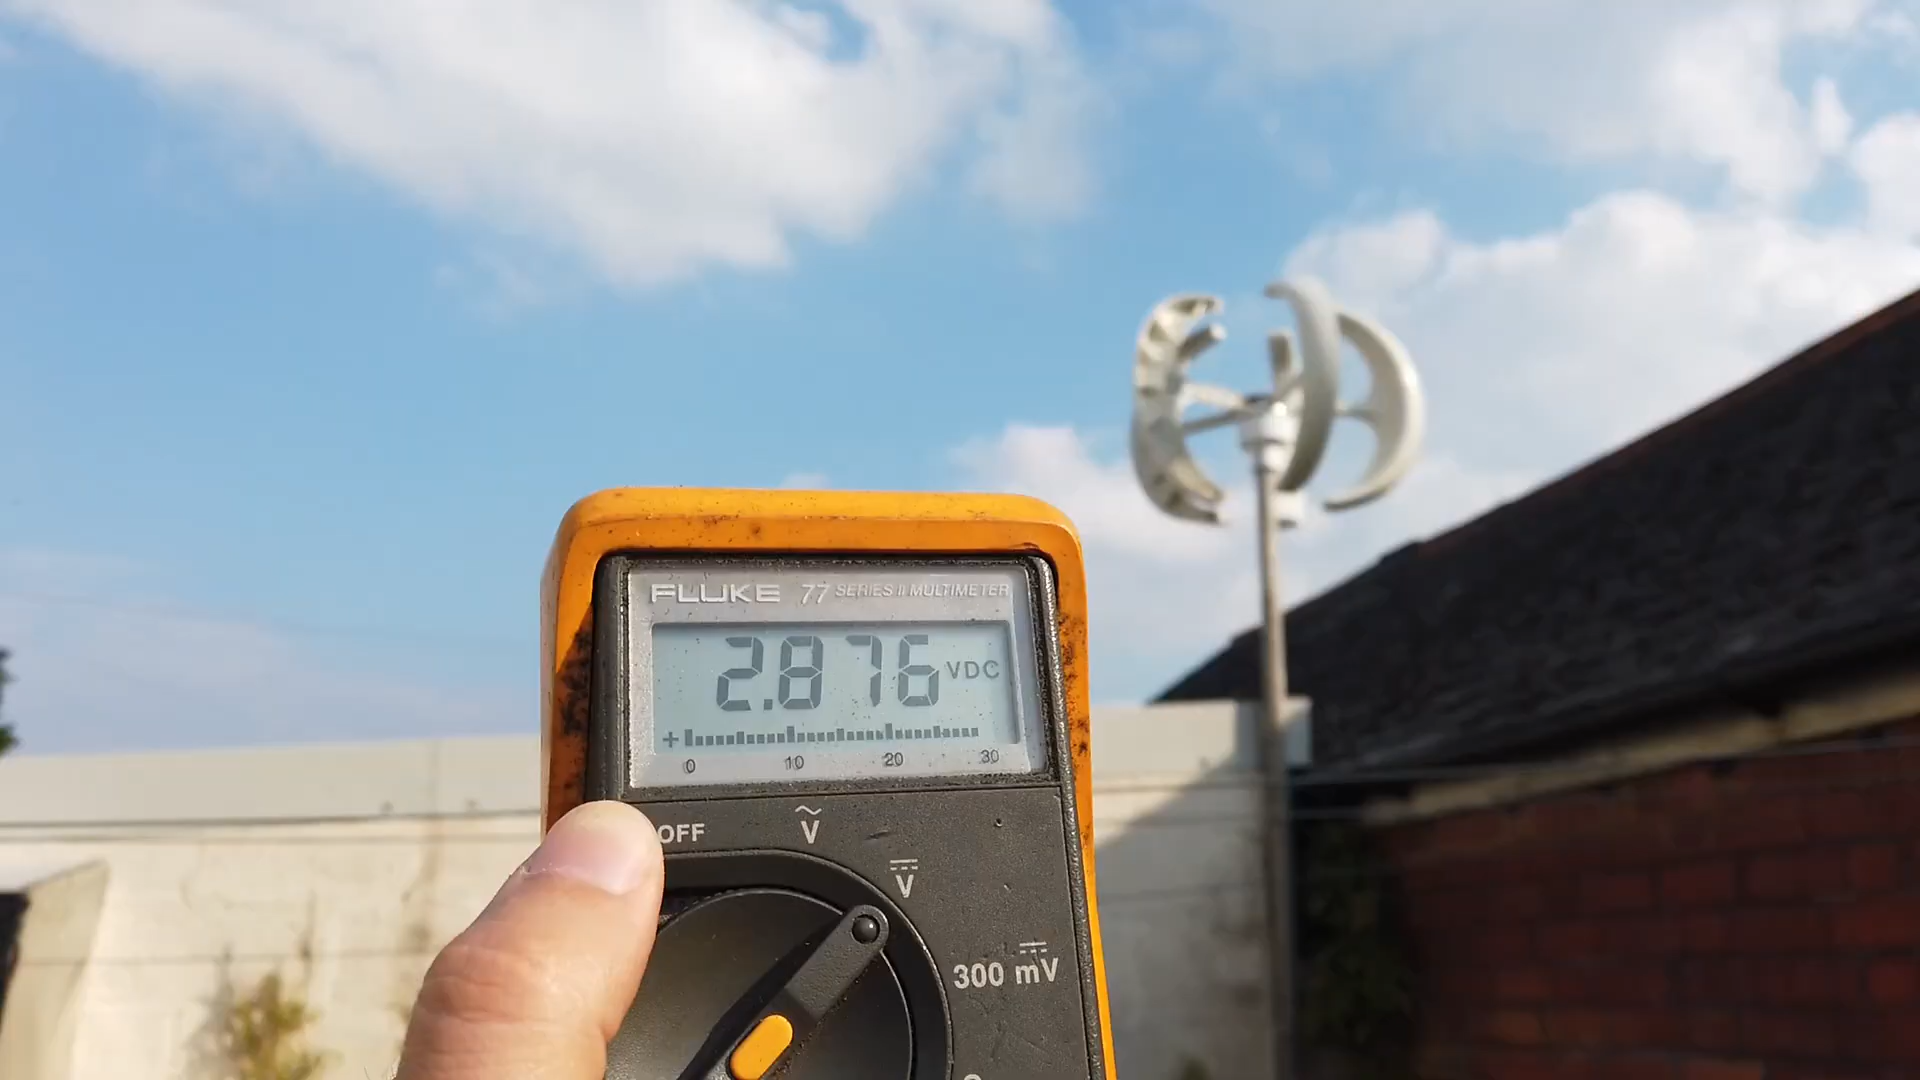 FLUKE 77 SERIES II MULTIMETER
2.876 VDC
+
0 10 20 30
OFF
V
V
300 mV